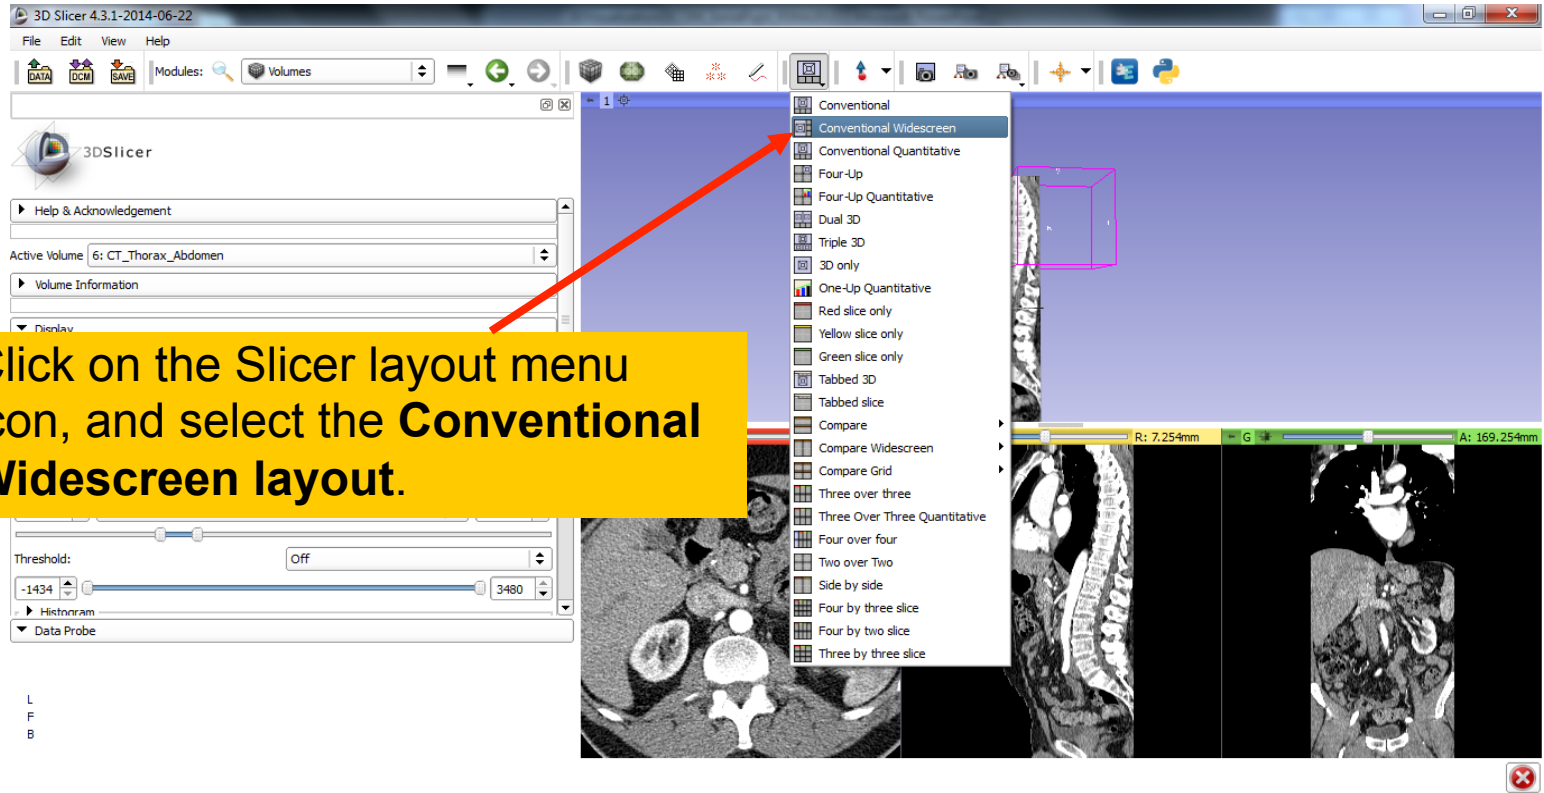 3D Slicer 4.3.1-2014-06-22
File Edit View Help
DATA DCM SAVE Modules: Volumes
1
3DSlicer
Help & Acknowledgement
Active Volume 6: CT_Thorax_Abdomen
Volume Information
Display
Click on the Slicer layout menu
icon, and select the Conventional
Widescreen layout.
Threshold: Off
-1434 3480
Histogram
Data Probe
L
F
B
Conventional
Conventional Widescreen
Conventional Quantitative
Four-Up
Four-Up Quantitative
Dual 3D
Triple 3D
3D only
One-Up Quantitative
Red slice only
Yellow slice only
Green slice only
Tabbed 3D
Tabbed slice
Compare
Compare Widescreen
Compare Grid
Three over three
Three Over Three Quantitative
Four over four
Two over Two
Side by side
Four by three slice
Four by two slice
Three by three slice
R: 7.254mm
G A: 169.254mm